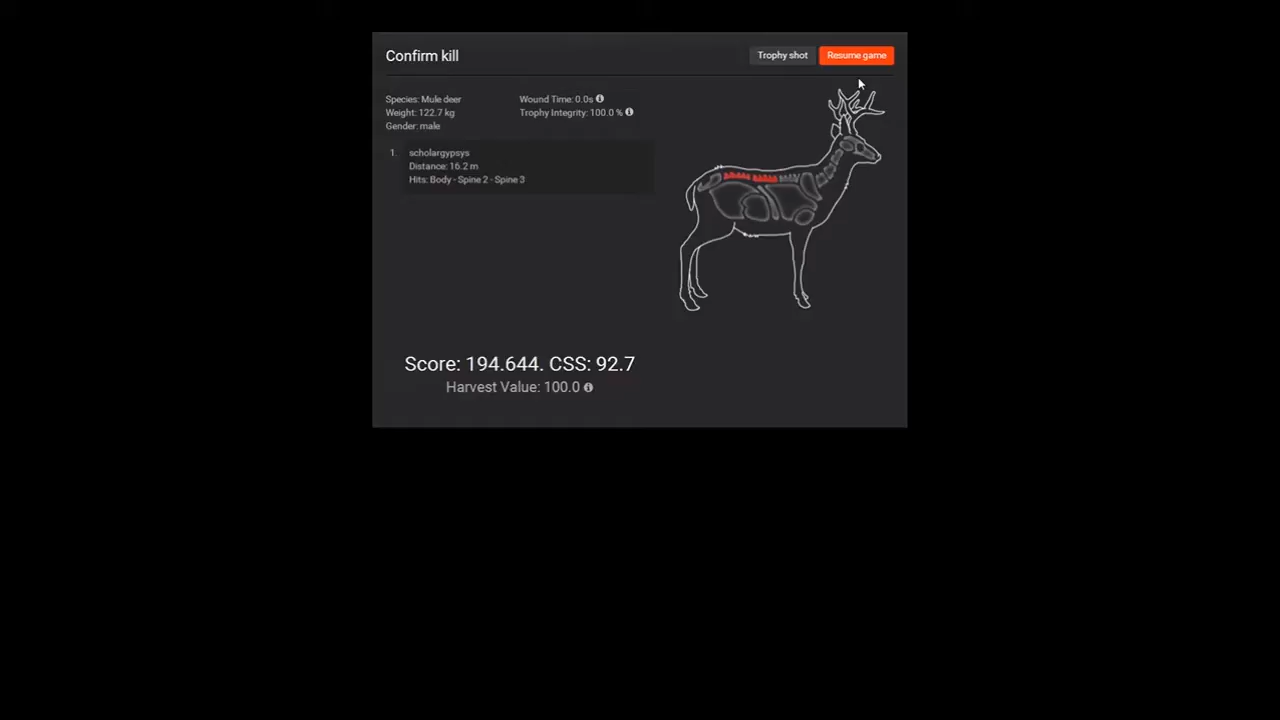 Confirm kill
Trophy shot
Resume game
Species: Mule deer
Weight: 122.7 kg
Gender: male
Wound Time: 0.0s
Trophy Integrity: 100.0 %
1. scholargypsys
Distance: 16.2 m
Hits: Body - Spine 2 - Spine 3
Score: 194.644. CSS: 92.7
Harvest Value: 100.0